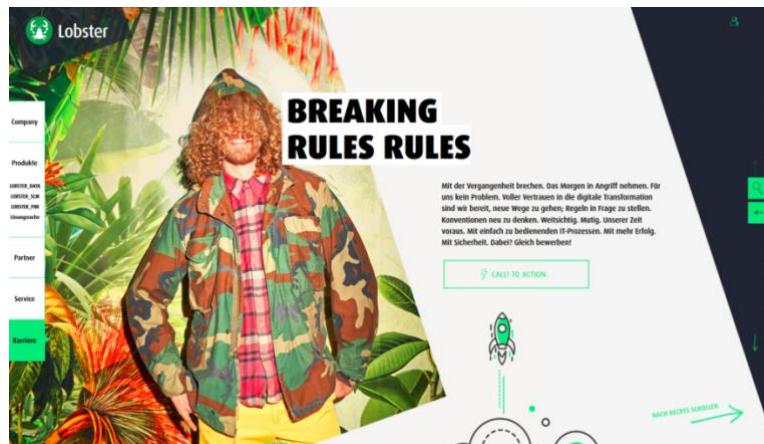 Lobster
Company
Produkte
LOBSTER_DATA
LOBSTER_SCM
LOBSTER_PIM
Lösungssuche
Partner
Service
Karriere
BREAKING
RULES RULES
Mit der Vergangenheit brechen. Das Morgen in Angriff nehmen. Für
uns kein Problem. Voller Vertrauen in die digitale Transformation
sind wir bereit, neue Wege zu gehen; Regeln in Frage zu stellen.
Konventionen neu zu denken. Weitsichtig. Mutig. Unserer Zeit
voraus. Mit einfach zu bedienenden IT-Prozessen. Mit mehr Erfolg.
Mit Sicherheit. Dabei? Gleich bewerben!
CALL! TO ACTION.
NACH RECHTS SCROLLEN